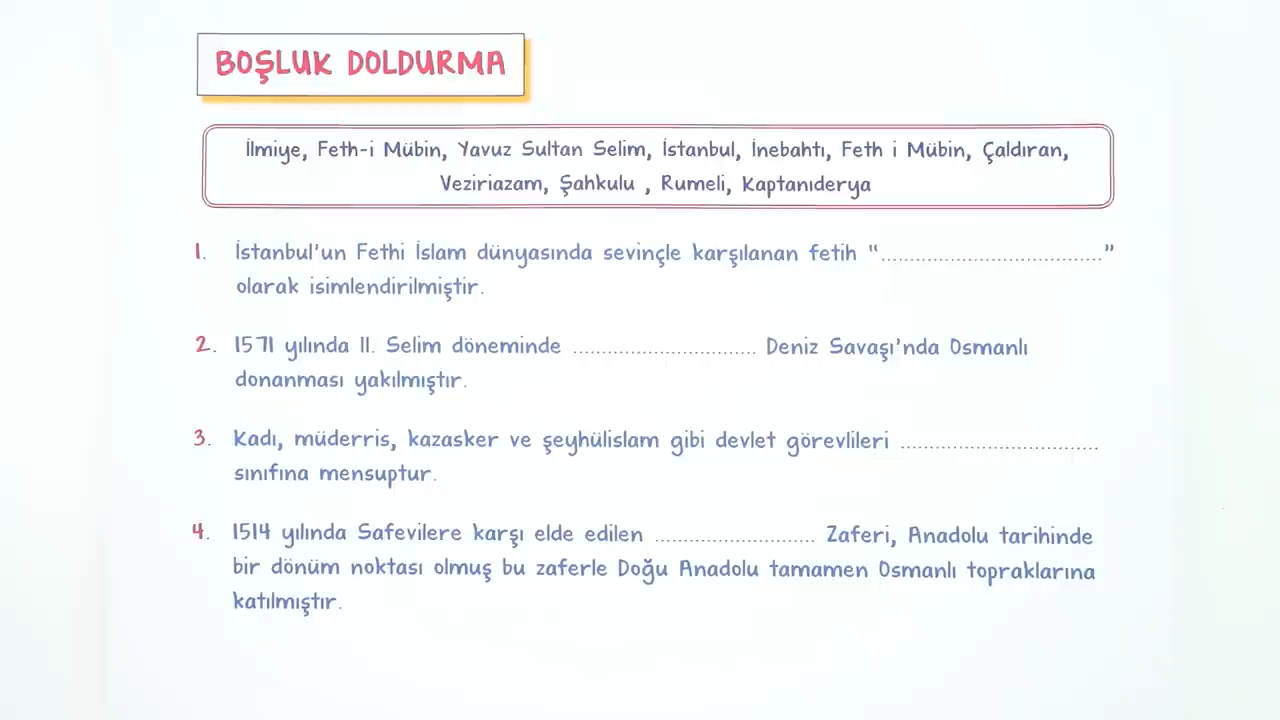 BOŞLUK DOLDURMA
İlmiye, Feth-i Mübin, Yavuz Sultan Selim, İstanbul, İnebahtı, Feth i Mübin, Çaldıran,
Veziriazam, Şahkulu , Rumeli, Kaptanıderya
1. İstanbul'un Fethi İslam dünyasında sevinçle karşılanan fetih “.....................................”
olarak isimlendirilmiştir.
2. 1571 yılında II. Selim döneminde ............................... Deniz Savaşı'nda Osmanlı
donanması yakılmıştır.
3. Kadı, müderris, kazasker ve şeyhülislam gibi devlet görevlileri .................................
sınıfına mensuptur.
4. 1514 yılında Safevilere karşı elde edilen ........................... Zaferi, Anadolu tarihinde
bir dönüm noktası olmuş bu zaferle Doğu Anadolu tamamen Osmanlı topraklarına
katılmıştır.